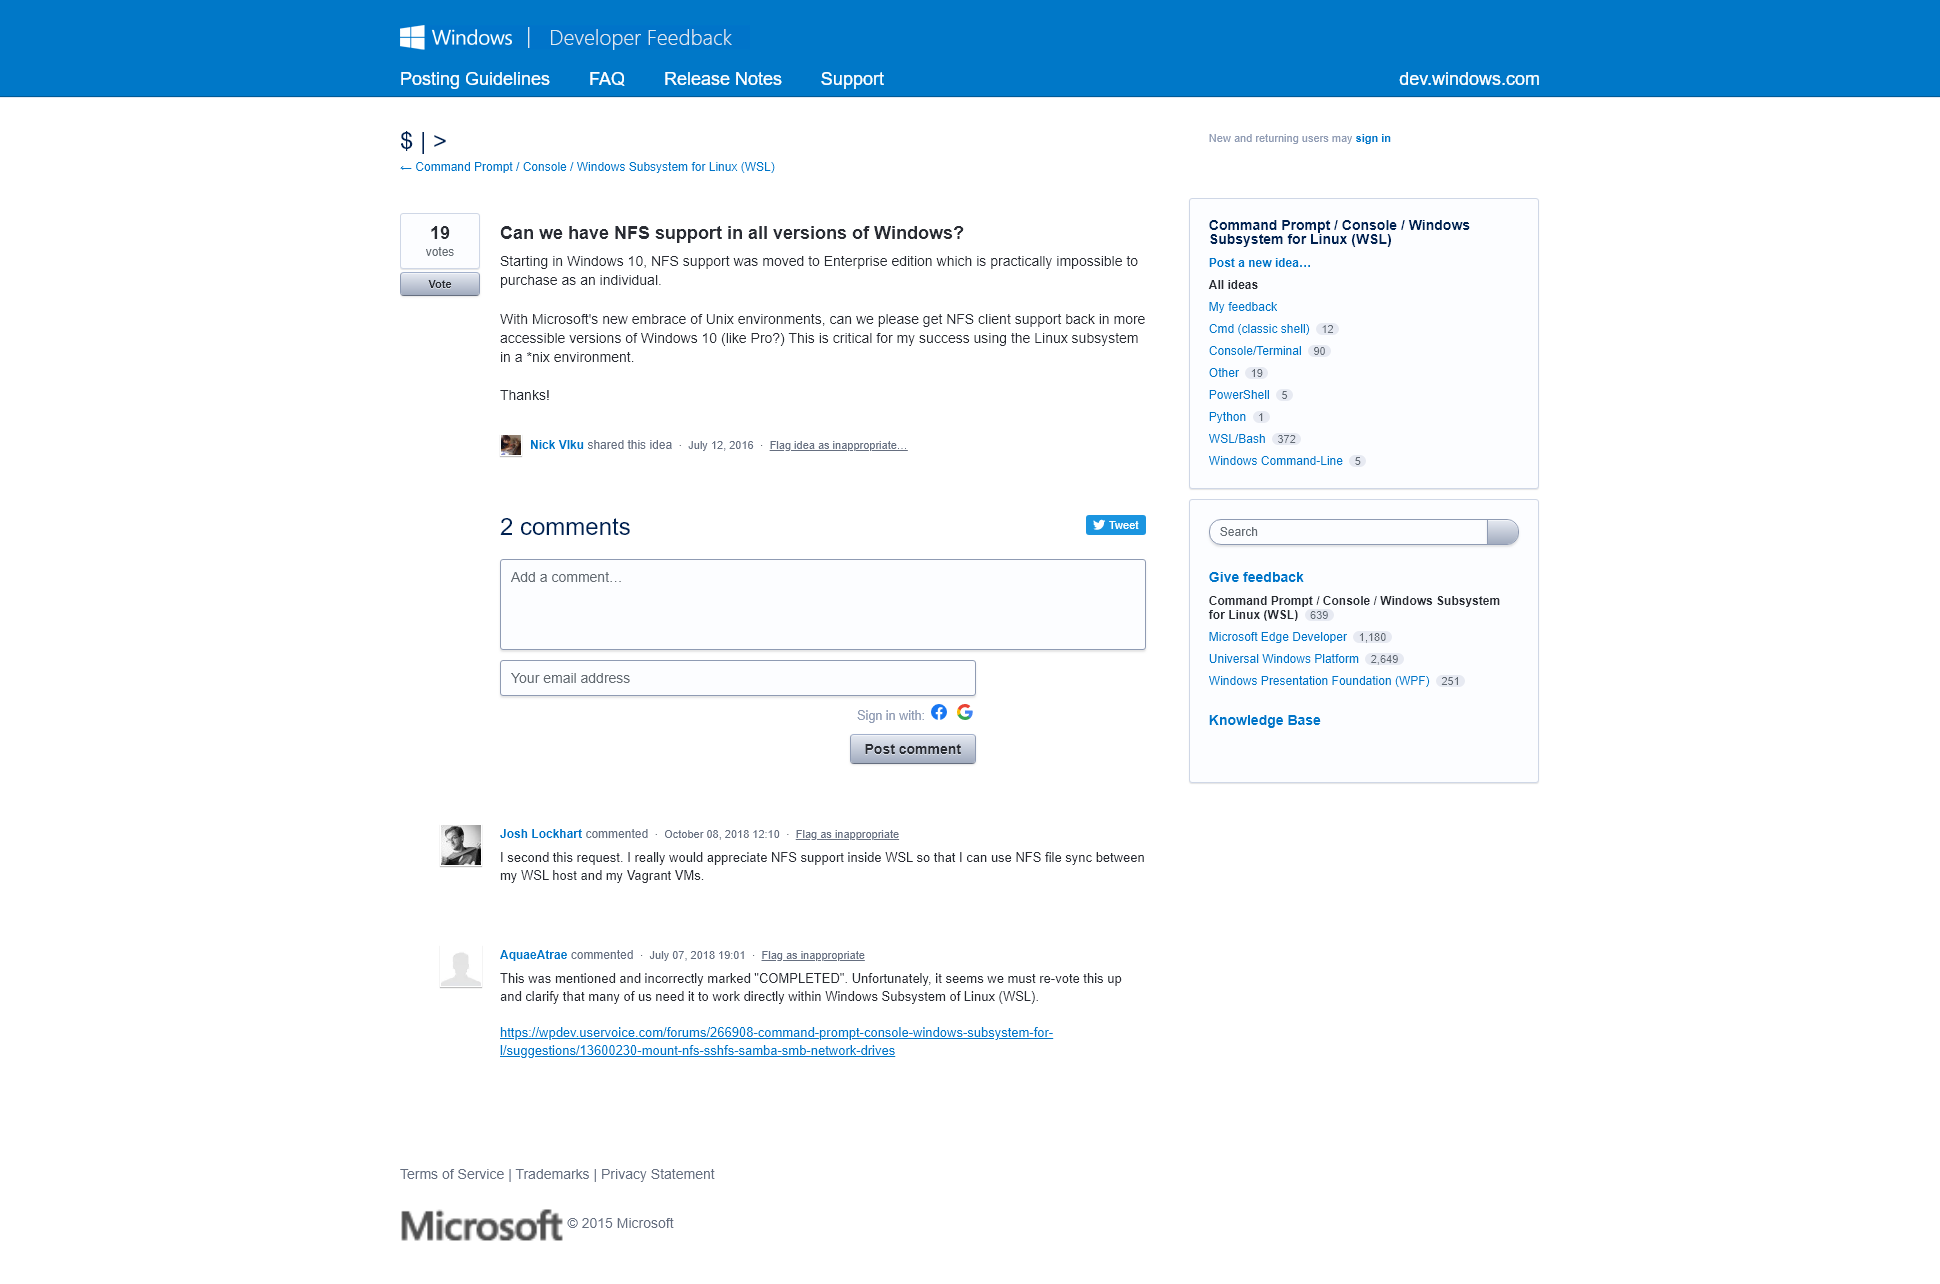 Windows | Developer Feedback
Posting Guidelines FAQ Release Notes Support dev.windows.com
$ | >
← Command Prompt / Console / Windows Subsystem for Linux (WSL)
New and returning users may sign in
19
votes
Vote
Can we have NFS support in all versions of Windows?
Starting in Windows 10, NFS support was moved to Enterprise edition which is practically impossible to
purchase as an individual.
With Microsoft's new embrace of Unix environments, can we please get NFS client support back in more
accessible versions of Windows 10 (like Pro?) This is critical for my success using the Linux subsystem
in a *nix environment.
Thanks!
Nick Vlku shared this idea · July 12, 2016 · Flag idea as inappropriate…
2 comments
Tweet
Add a comment…
Your email address
Sign in with:
Post comment
Josh Lockhart commented · October 08, 2018 12:10 · Flag as inappropriate
I second this request. I really would appreciate NFS support inside WSL so that I can use NFS file sync between
my WSL host and my Vagrant VMs.
AquaeAtrae commented · July 07, 2018 19:01 · Flag as inappropriate
This was mentioned and incorrectly marked "COMPLETED". Unfortunately, it seems we must re-vote this up
and clarify that many of us need it to work directly within Windows Subsystem of Linux (WSL).
https://wpdev.uservoice.com/forums/266908-command-prompt-console-windows-subsystem-for-
l/suggestions/13600230-mount-nfs-sshfs-samba-smb-network-drives
Command Prompt / Console / Windows
Subsystem for Linux (WSL)
Post a new idea…
All ideas
My feedback
Cmd (classic shell) 12
Console/Terminal 90
Other 19
PowerShell 5
Python 1
WSL/Bash 372
Windows Command-Line 5
Search
Give feedback
Command Prompt / Console / Windows Subsystem
for Linux (WSL) 639
Microsoft Edge Developer 1,180
Universal Windows Platform 2,649
Windows Presentation Foundation (WPF) 251
Knowledge Base
Terms of Service | Trademarks | Privacy Statement
Microsoft © 2015 Microsoft